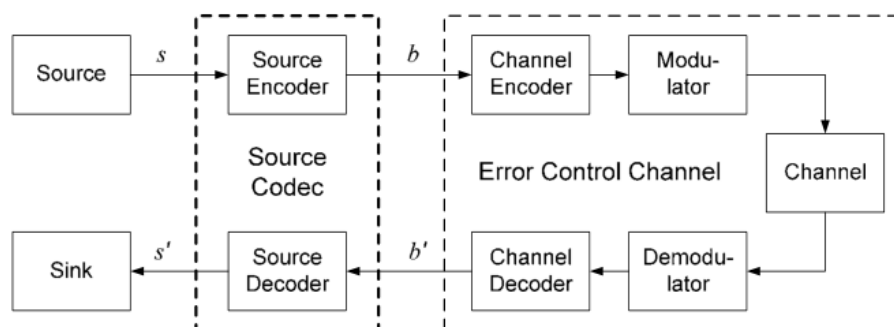 Source
s
Source
Encoder
b
Channel
Encoder
Modu-
lator
Source
Codec
Error Control Channel
Channel
Sink
s'
Source
Decoder
b'
Channel
Decoder
Demodu-
lator